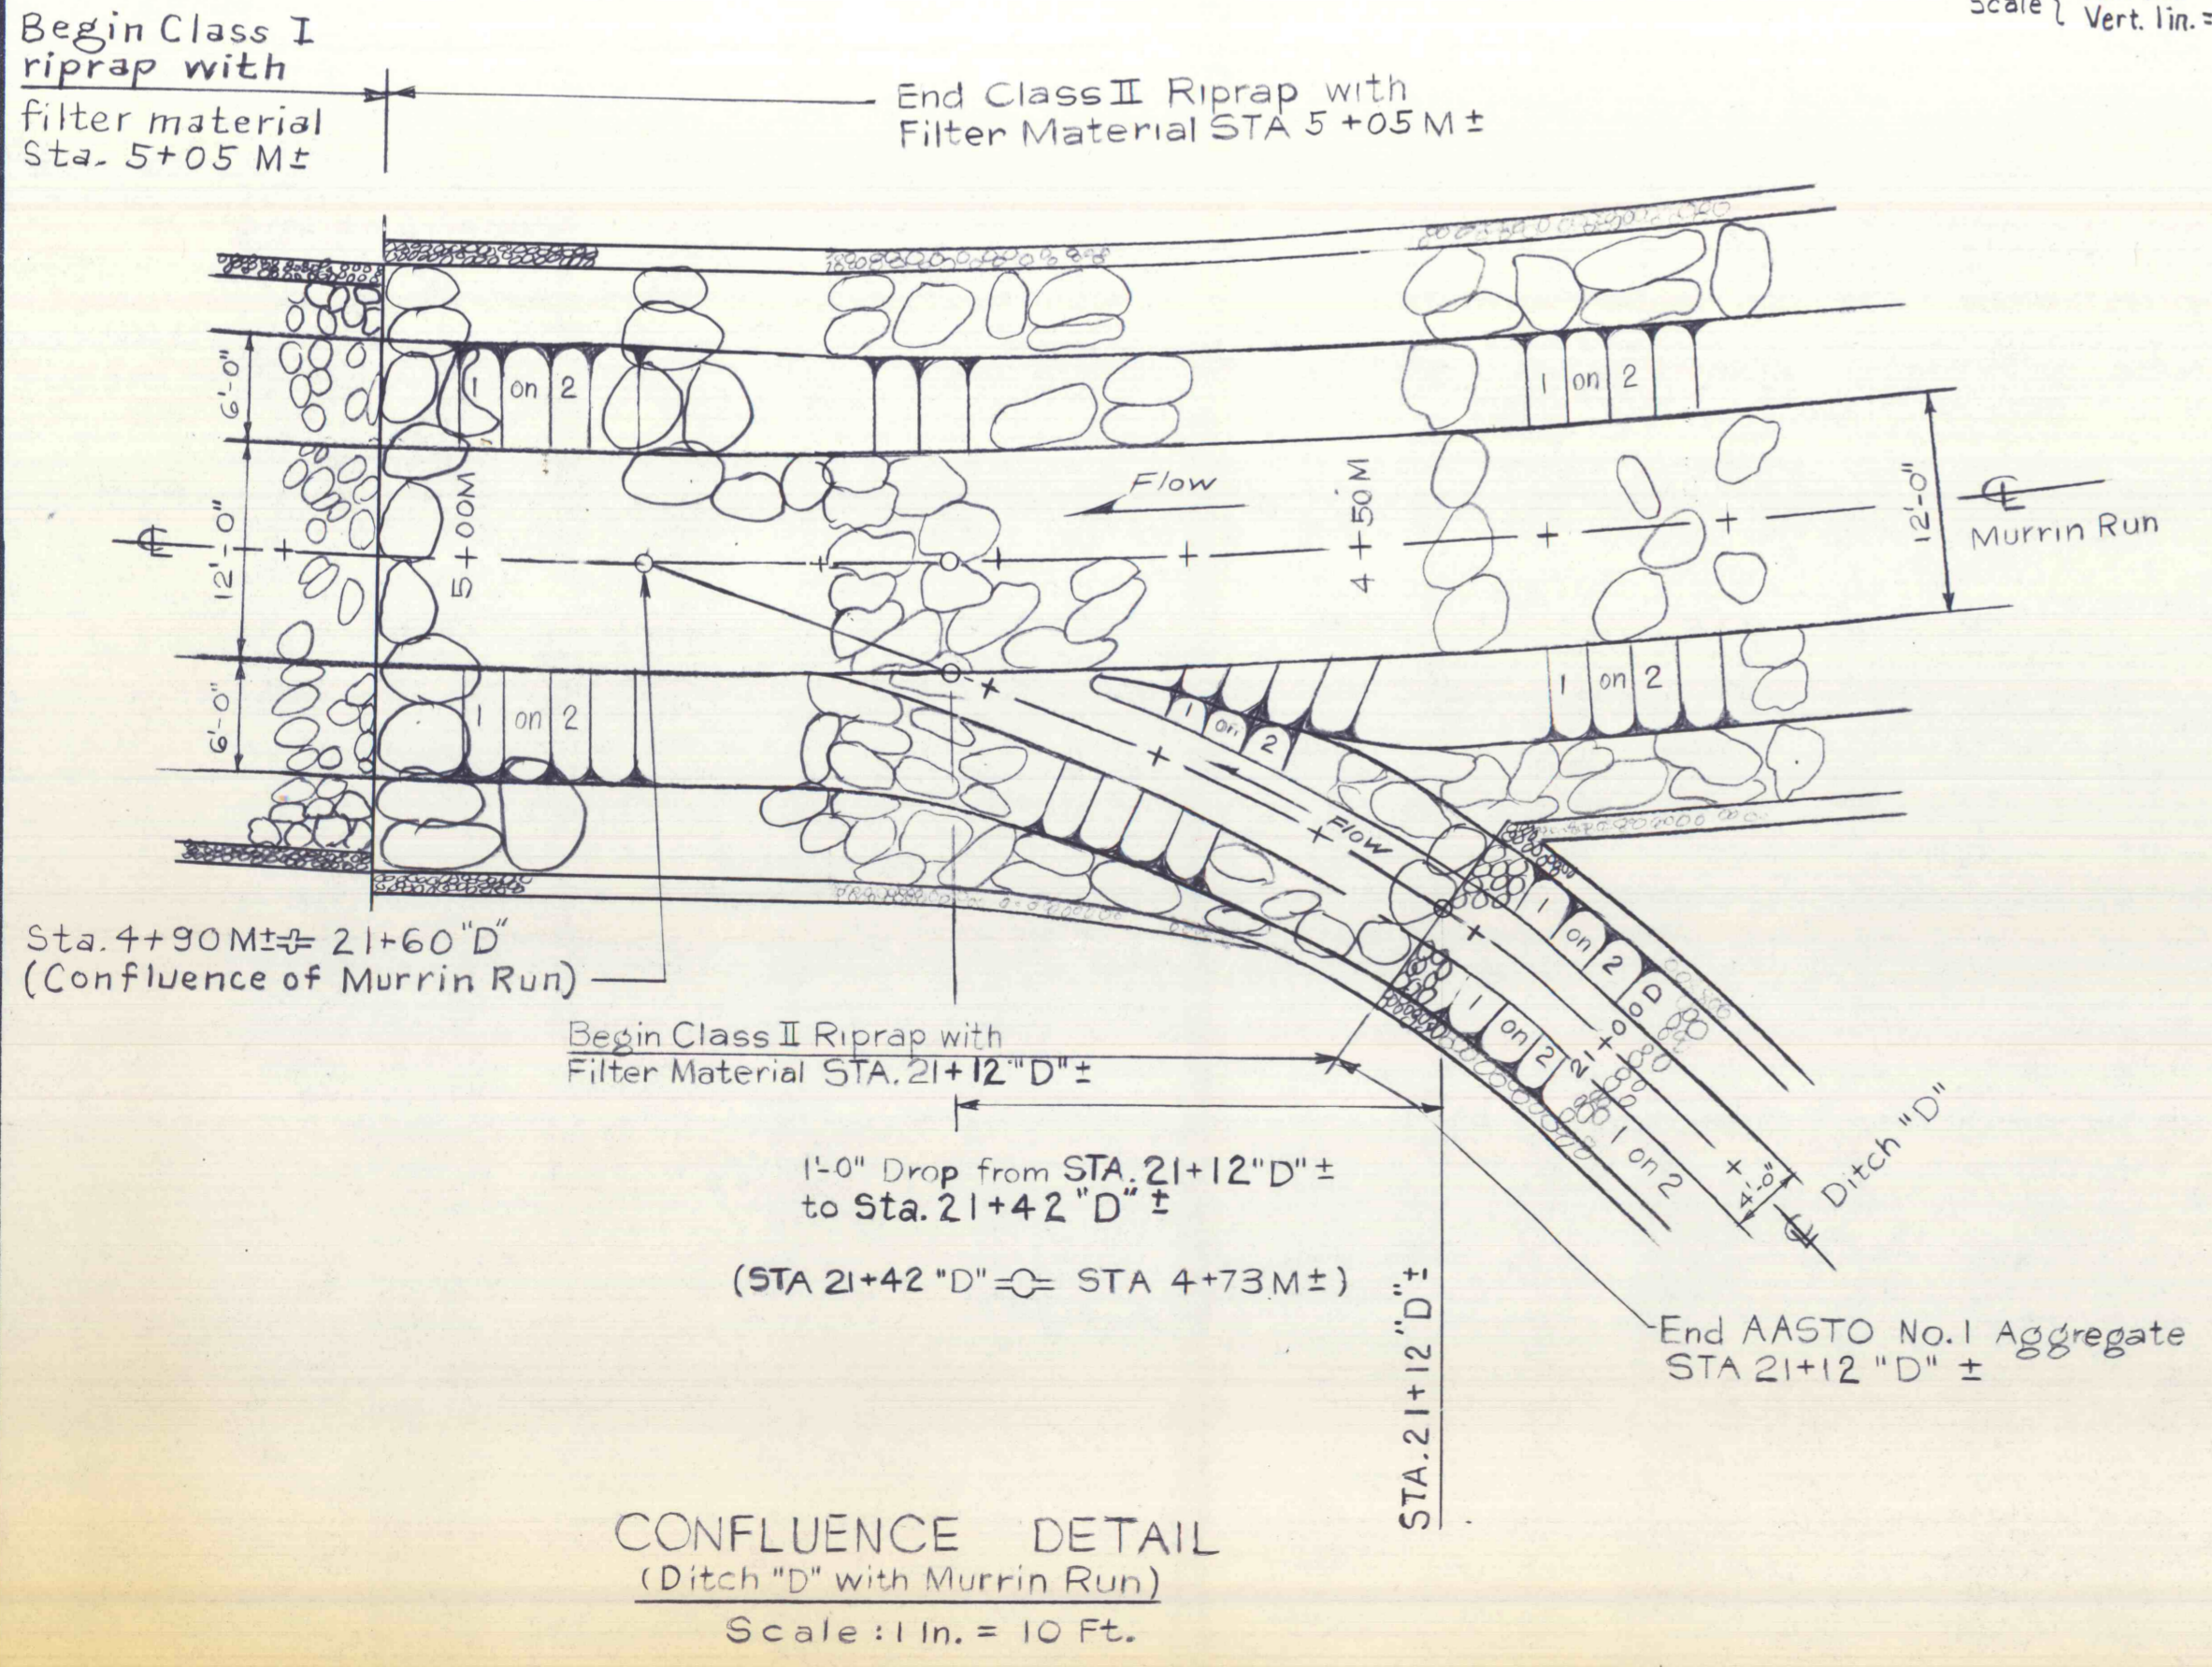 Scale { Vert. 1in. =
Begin Class I
riprap with
filter material
Sta. 5+05 M±
End Class II Riprap with
Filter Material STA 5+05 M±
6'-0"
12'-0"
6'-0"
1 on 2
1 on 2
1 on 2
1 on 2
5+00M
4+50M
Flow
12'-0"
℄
℄
Murrin Run
1 on 2
Flow
1 on 2
1 on 2
21+00 D
1 on 2
4'-0"
℄ Ditch "D"
Sta. 4+90 M± = 21+60 "D"
(Confluence of Murrin Run)
Begin Class II Riprap with
Filter Material STA. 21+12 "D" ±
1'-0" Drop from STA. 21+12 "D" ±
to Sta. 21+42 "D" ±
(STA 21+42 "D" = STA 4+73 M ±)
STA. 21+12 "D" ±
End AASTO No. 1 Aggregate
STA 21+12 "D" ±
CONFLUENCE DETAIL
(Ditch "D" with Murrin Run)
Scale : 1 In. = 10 Ft.